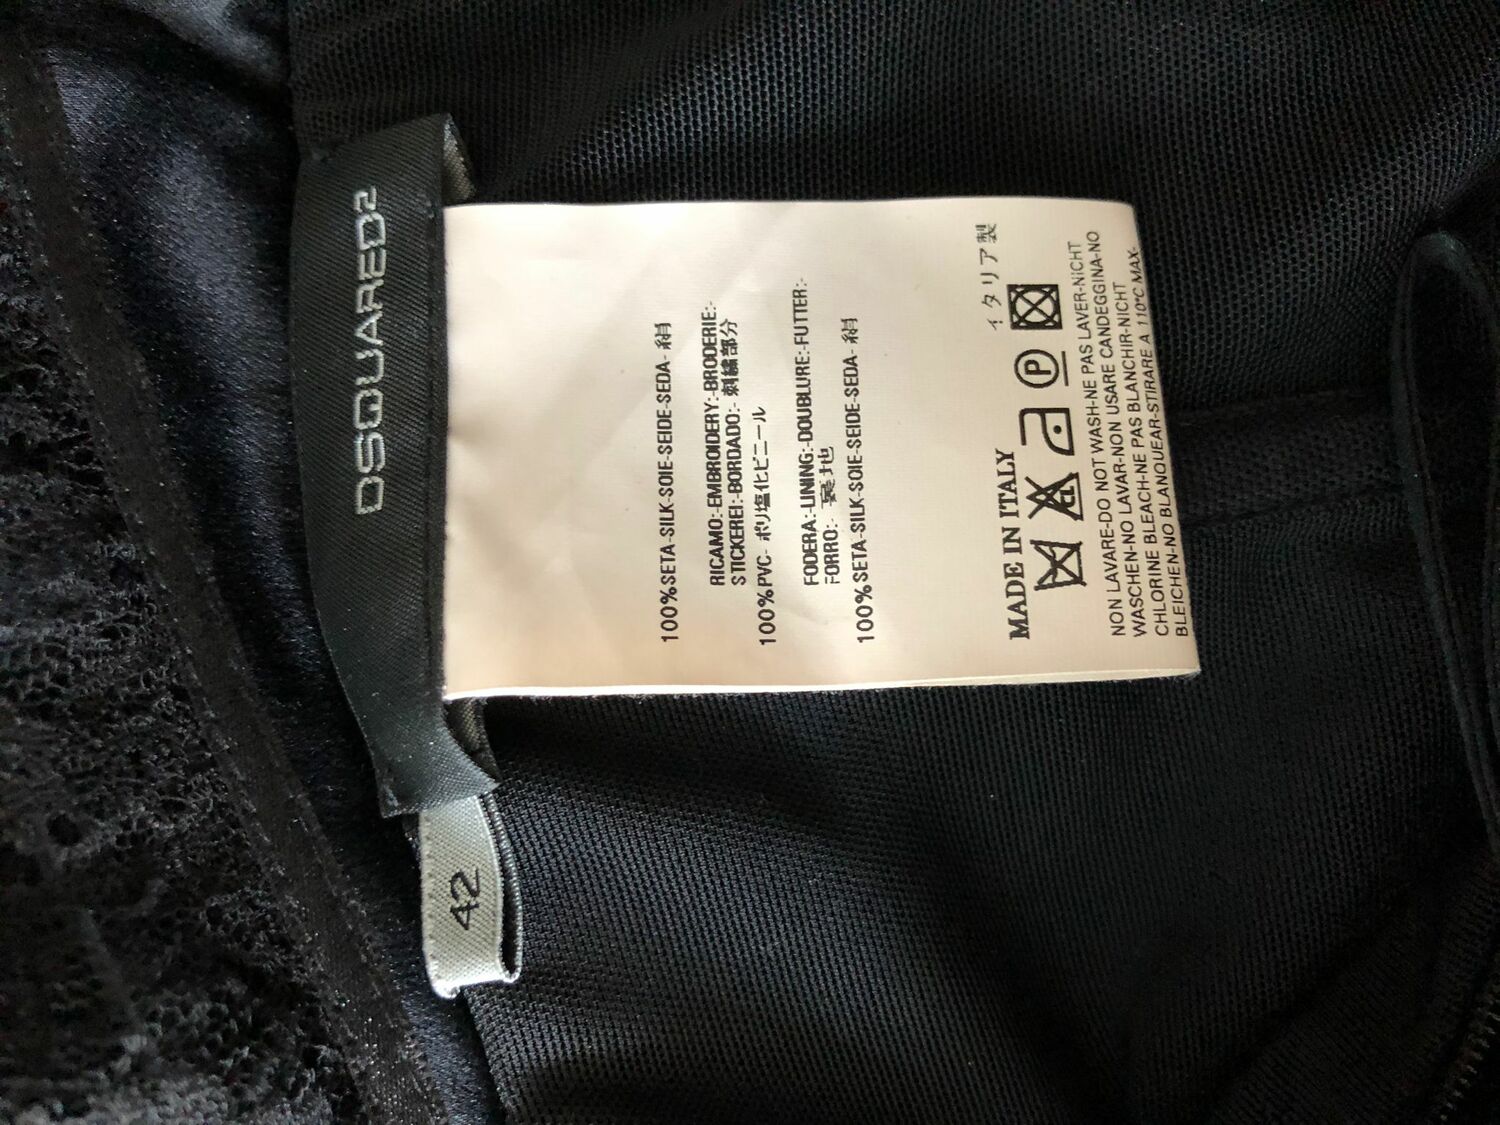 DSQUARED2
42
100%SETA-SILK-SOIE-SEIDE-SEDA- 絹
RICAMO:-EMBROIDERY:-BRODERIE:-
STICKEREI:-BORDADO:- 刺繍部分
100%PVC- ポリ塩化ビニール
FODERA:-LINING:-DOUBLURE:-FUTTER:-
FORRO:- 裏地
100%SETA-SILK-SOIE-SEIDE-SEDA- 絹
MADE IN ITALY イタリア製
CL P
NON LAVARE-DO NOT WASH-NE PAS LAVER-NICHT
WASCHEN-NO LAVAR-NON USARE CANDEGGINA-NO
CHLORINE BLEACH-NE PAS BLANCHIR-NICHT
BLEICHEN-NO BLANQUEAR-STIRARE A 110°C MAX-